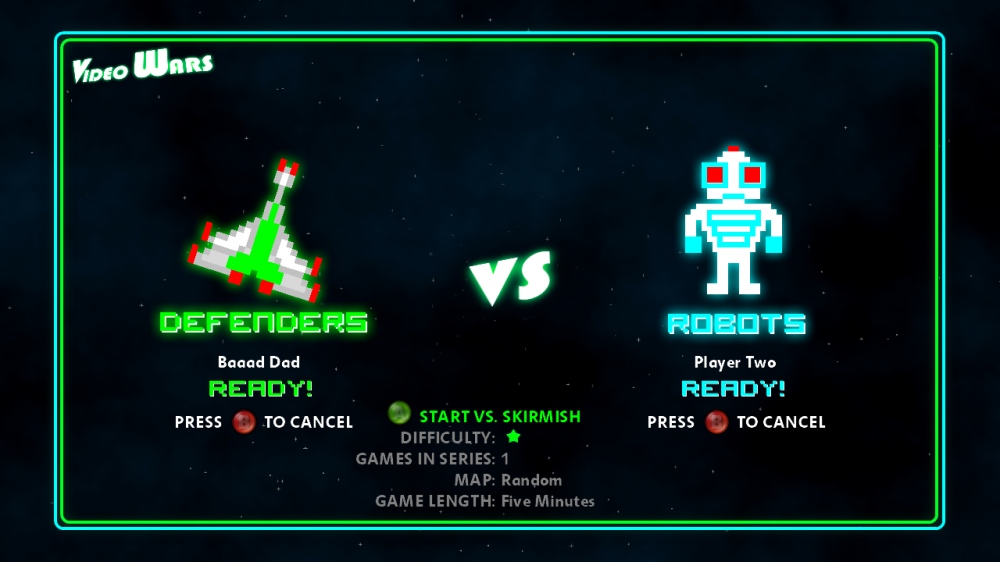 VIDEO WARS
VS
DEFENDERS
ROBOTS
Baaad Dad
Player Two
READY!
READY!
PRESS B TO CANCEL
PRESS B TO CANCEL
A START VS. SKIRMISH
DIFFICULTY:
GAMES IN SERIES: 1
MAP: Random
GAME LENGTH: Five Minutes